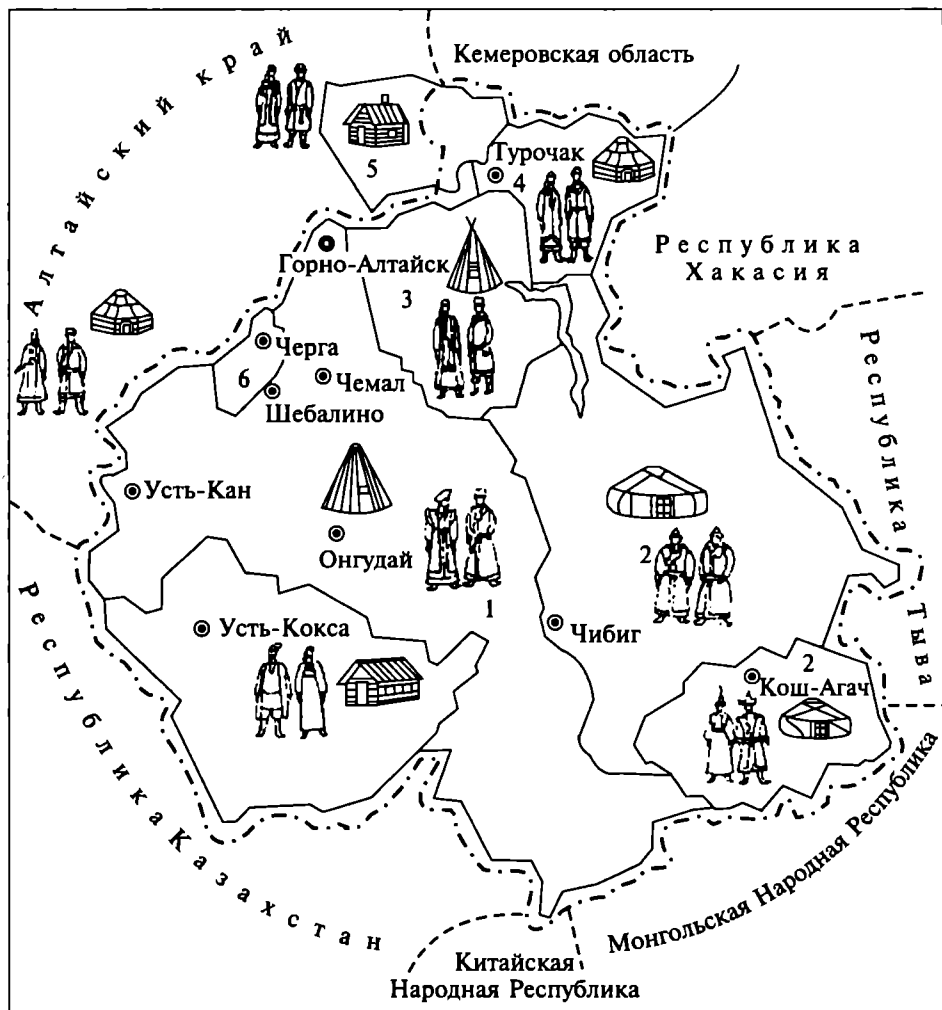 Алтайский край
Кемеровская область
5
Турочак
4
Республика
Хакасия
Горно-Алтайск
3
Черга
6
Чемал
Шебалино
Республика Тыва
Усть-Кан
Онгудай
2
1
Усть-Кокса
Чибиг
2
Кош-Агач
Республика Казахстан
Монгольская Народная Республика
Китайская
Народная Республика